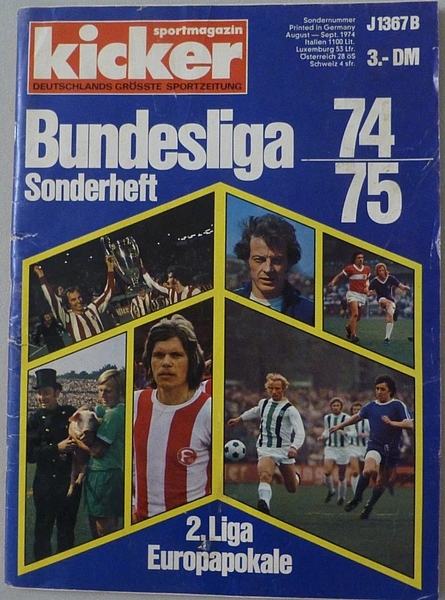 sportmagazin
kicker
DEUTSCHLANDS GRÖSSTE SPORTZEITUNG
Sondernummer
Printed in Germany
August — Sept. 1974
Italien 1100 Lit.
Luxemburg 53 Lfr.
Österreich 28 öS
Schweiz 4 sfr.
J 1367 B
3.- DM
Bundesliga 74
75
Sonderheft
F
2. Liga
Europapokale